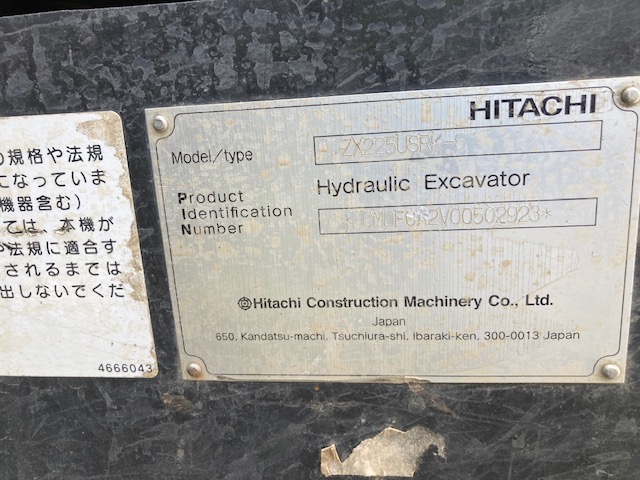 の規格や法規
になっていま
機器含む)
ては、本機が
や法規に適合す
されるまでは
出しないでくだ
4666043
HITACHI
Model/type
ZX225USRK-5
Hydraulic Excavator
Product
Identification
Number
Hitachi Construction Machinery Co., Ltd.
Japan
650, Kandatsu-machi, Tsuchiura-shi, Ibaraki-ken, 300-0013 Japan